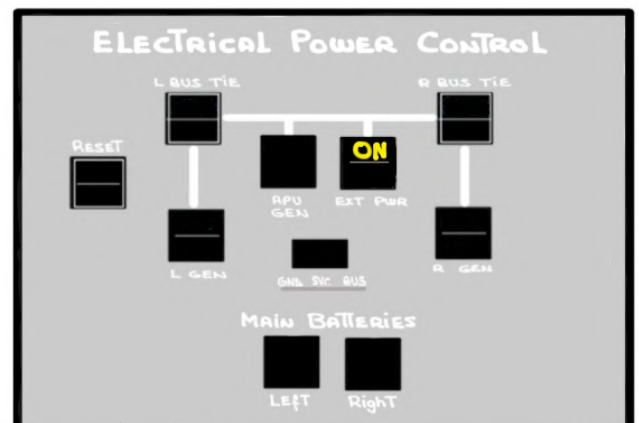 ELECTRICAL POWER CONTROL
L BUS TIE
R BUS TIE
RESET
ON
APU
GEN
EXT PWR
L GEN
R GEN
GND SVC BUS
MAIN BATTERIES
LEFT
RighT